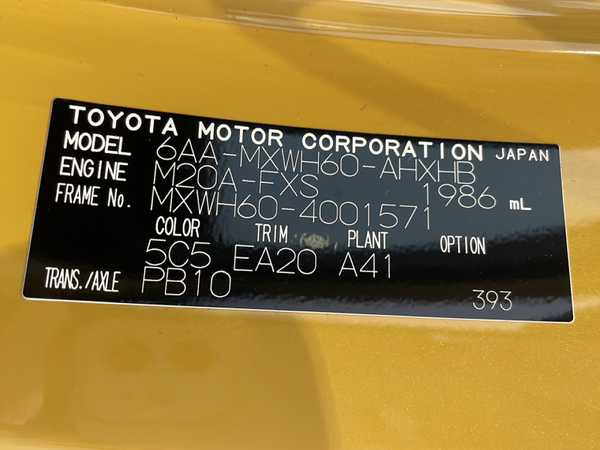 TOYOTA MOTOR CORPORATION JAPAN
MODEL 6AA-MXWH60-AHXHB
ENGINE M20A-FXS 1986 mL
FRAME No. MXWH60-4001571
COLOR TRIM PLANT OPTION
5C5 EA20 A41
TRANS./AXLE PB10
393